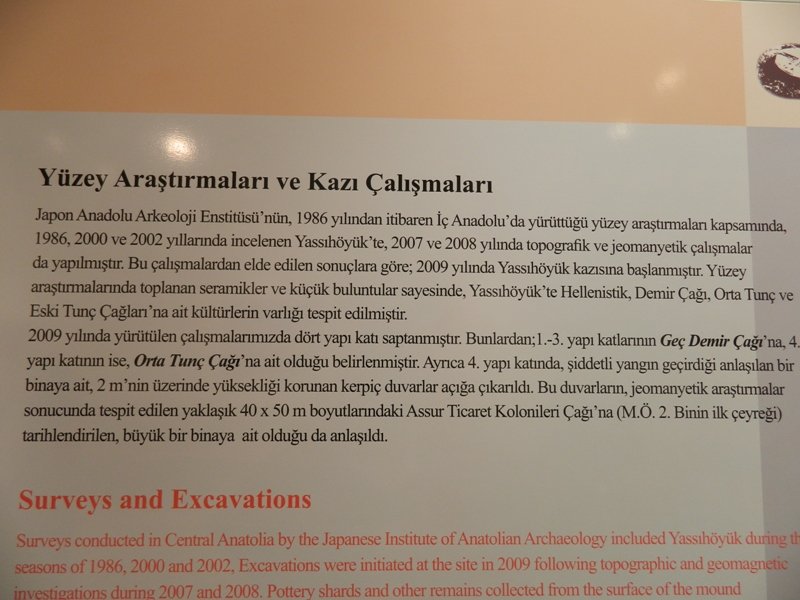 Yüzey Araştırmaları ve Kazı Çalışmaları
Japon Anadolu Arkeoloji Enstitüsü’nün, 1986 yılından itibaren İç Anadolu’da yürüttüğü yüzey araştırmaları kapsamında,
1986, 2000 ve 2002 yıllarında incelenen Yassıhöyük’te, 2007 ve 2008 yılında topografik ve jeomanyetik çalışmalar
da yapılmıştır. Bu çalışmalardan elde edilen sonuçlara göre; 2009 yılında Yassıhöyük kazısına başlanmıştır. Yüzey
araştırmalarında toplanan seramikler ve küçük buluntular sayesinde, Yassıhöyük’te Hellenistik, Demir Çağı, Orta Tunç ve
Eski Tunç Çağları’na ait kültürlerin varlığı tespit edilmiştir.
2009 yılında yürütülen çalışmalarımızda dört yapı katı saptanmıştır. Bunlardan;1.-3. yapı katlarının Geç Demir Çağı’na, 4.
yapı katının ise, Orta Tunç Çağı’na ait olduğu belirlenmiştir. Ayrıca 4. yapı katında, şiddetli yangın geçirdiği anlaşılan bir
binaya ait, 2 m’nin üzerinde yüksekliği korunan kerpiç duvarlar açığa çıkarıldı. Bu duvarların, jeomanyetik araştırmalar
sonucunda tespit edilen yaklaşık 40 x 50 m boyutlarındaki Assur Ticaret Kolonileri Çağı’na (M.Ö. 2. Binin ilk çeyreği)
tarihlendirilen, büyük bir binaya ait olduğu da anlaşıldı.
Surveys and Excavations
Surveys conducted in Central Anatolia by the Japanese Institute of Anatolian Archaeology included Yassıhöyük during th
seasons of 1986, 2000 and 2002, Excavations were initiated at the site in 2009 following topographic and geomagnetic
investigations during 2007 and 2008. Pottery shards and other remains collected from the surface of the mound